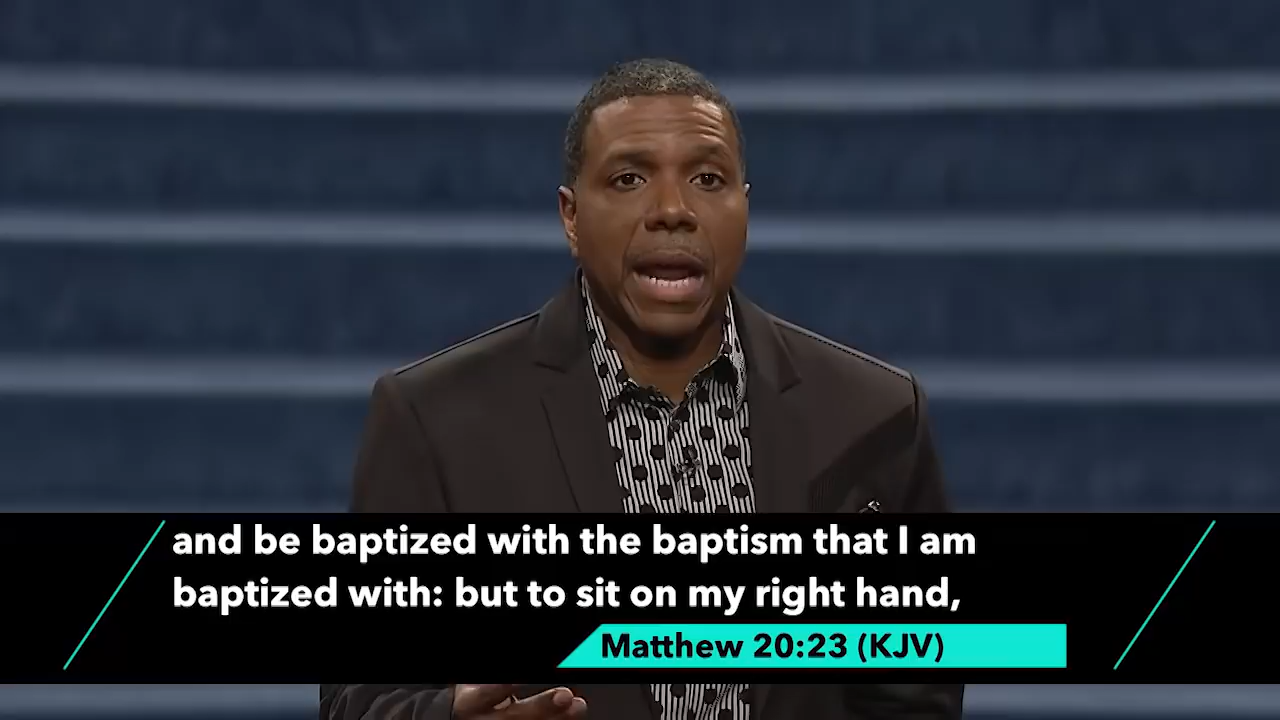 and be baptized with the baptism that I am
baptized with: but to sit on my right hand,
Matthew 20:23 (KJV)